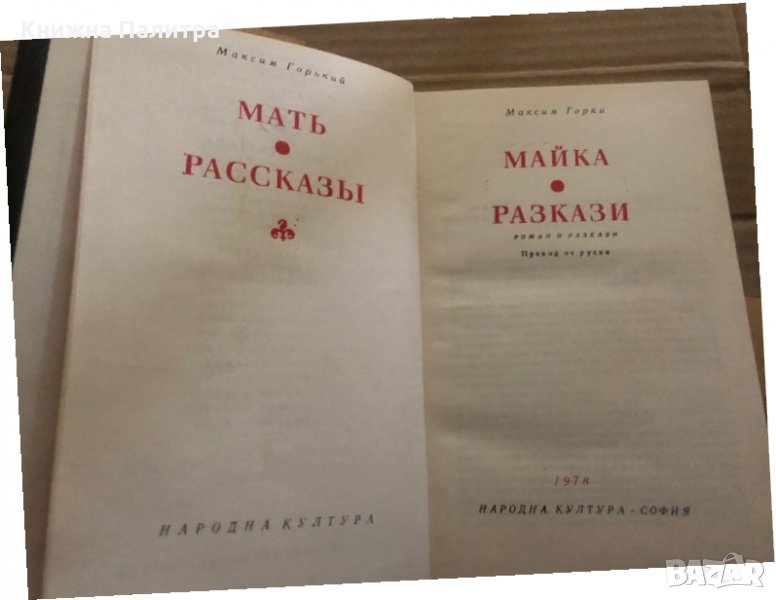 Книжна Палитра
Максим Горький
МАТЬ
РАССКАЗЫ
НАРОДНА КУЛТУРА
Максим Горки
МАЙКА
РАЗКАЗИ
РОМАН И РАЗКАЗИ
Превод от руски
1978
НАРОДНА КУЛТУРА · СОФИЯ
BAZAR